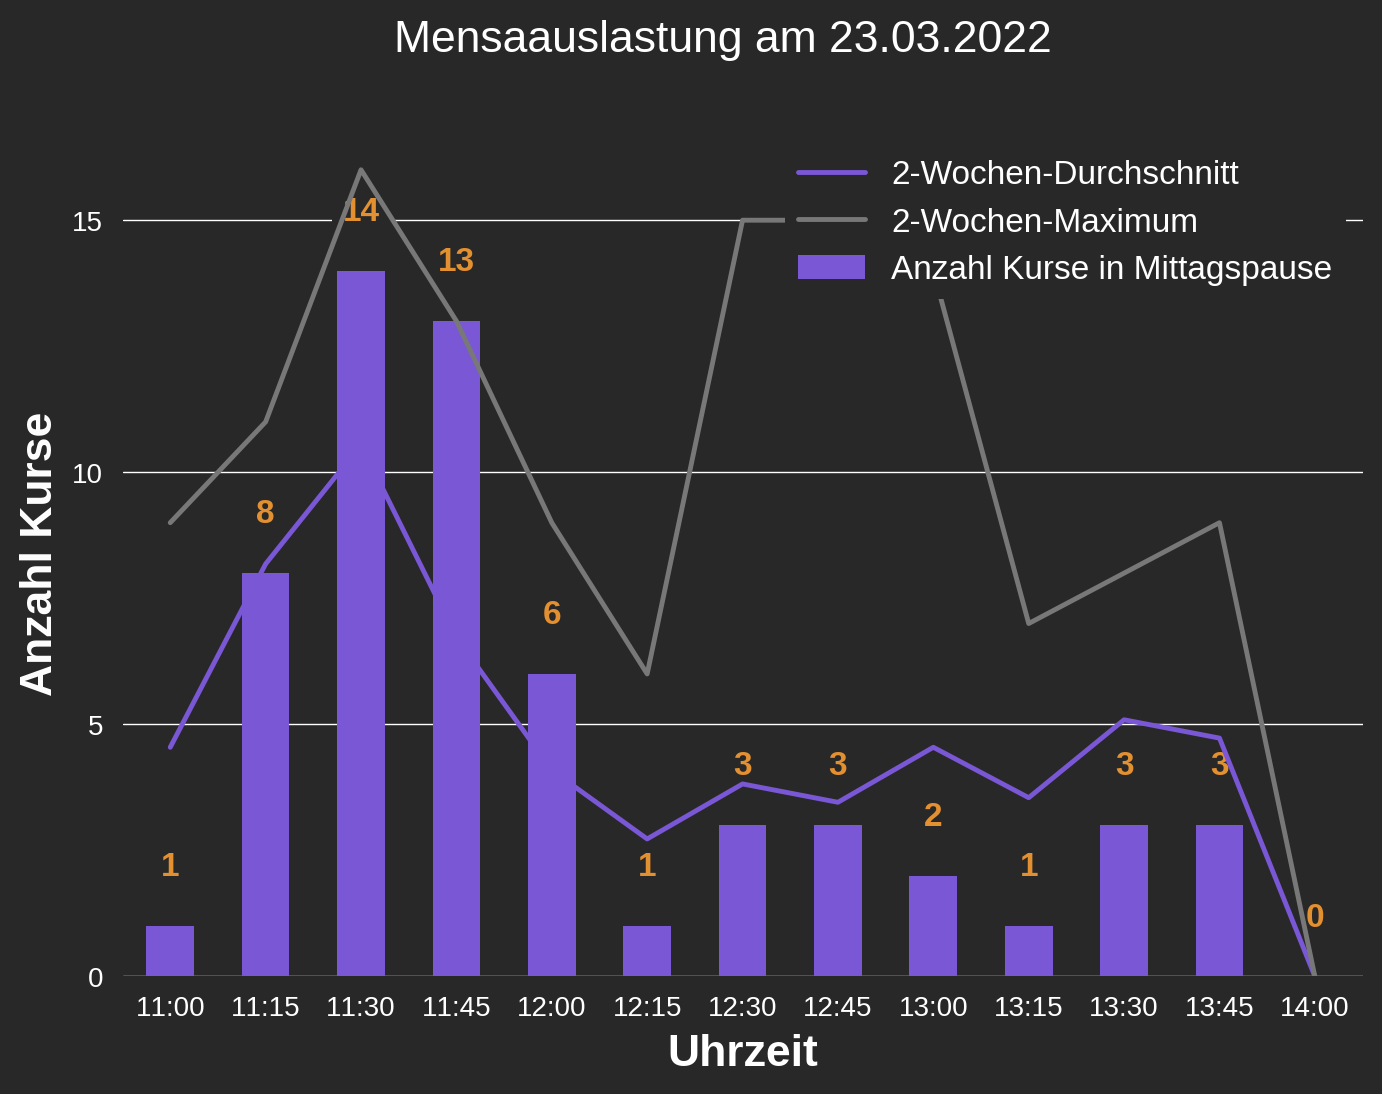 Mensaauslastung am 23.03.2022
2-Wochen-Durchschnitt
2-Wochen-Maximum
Anzahl Kurse in Mittagspause
Anzahl Kurse
15
10
5
0
14
13
8
6
3
3
3
3
2
1
1
1
0
11:00 11:15 11:30 11:45 12:00 12:15 12:30 12:45 13:00 13:15 13:30 13:45 14:00
Uhrzeit